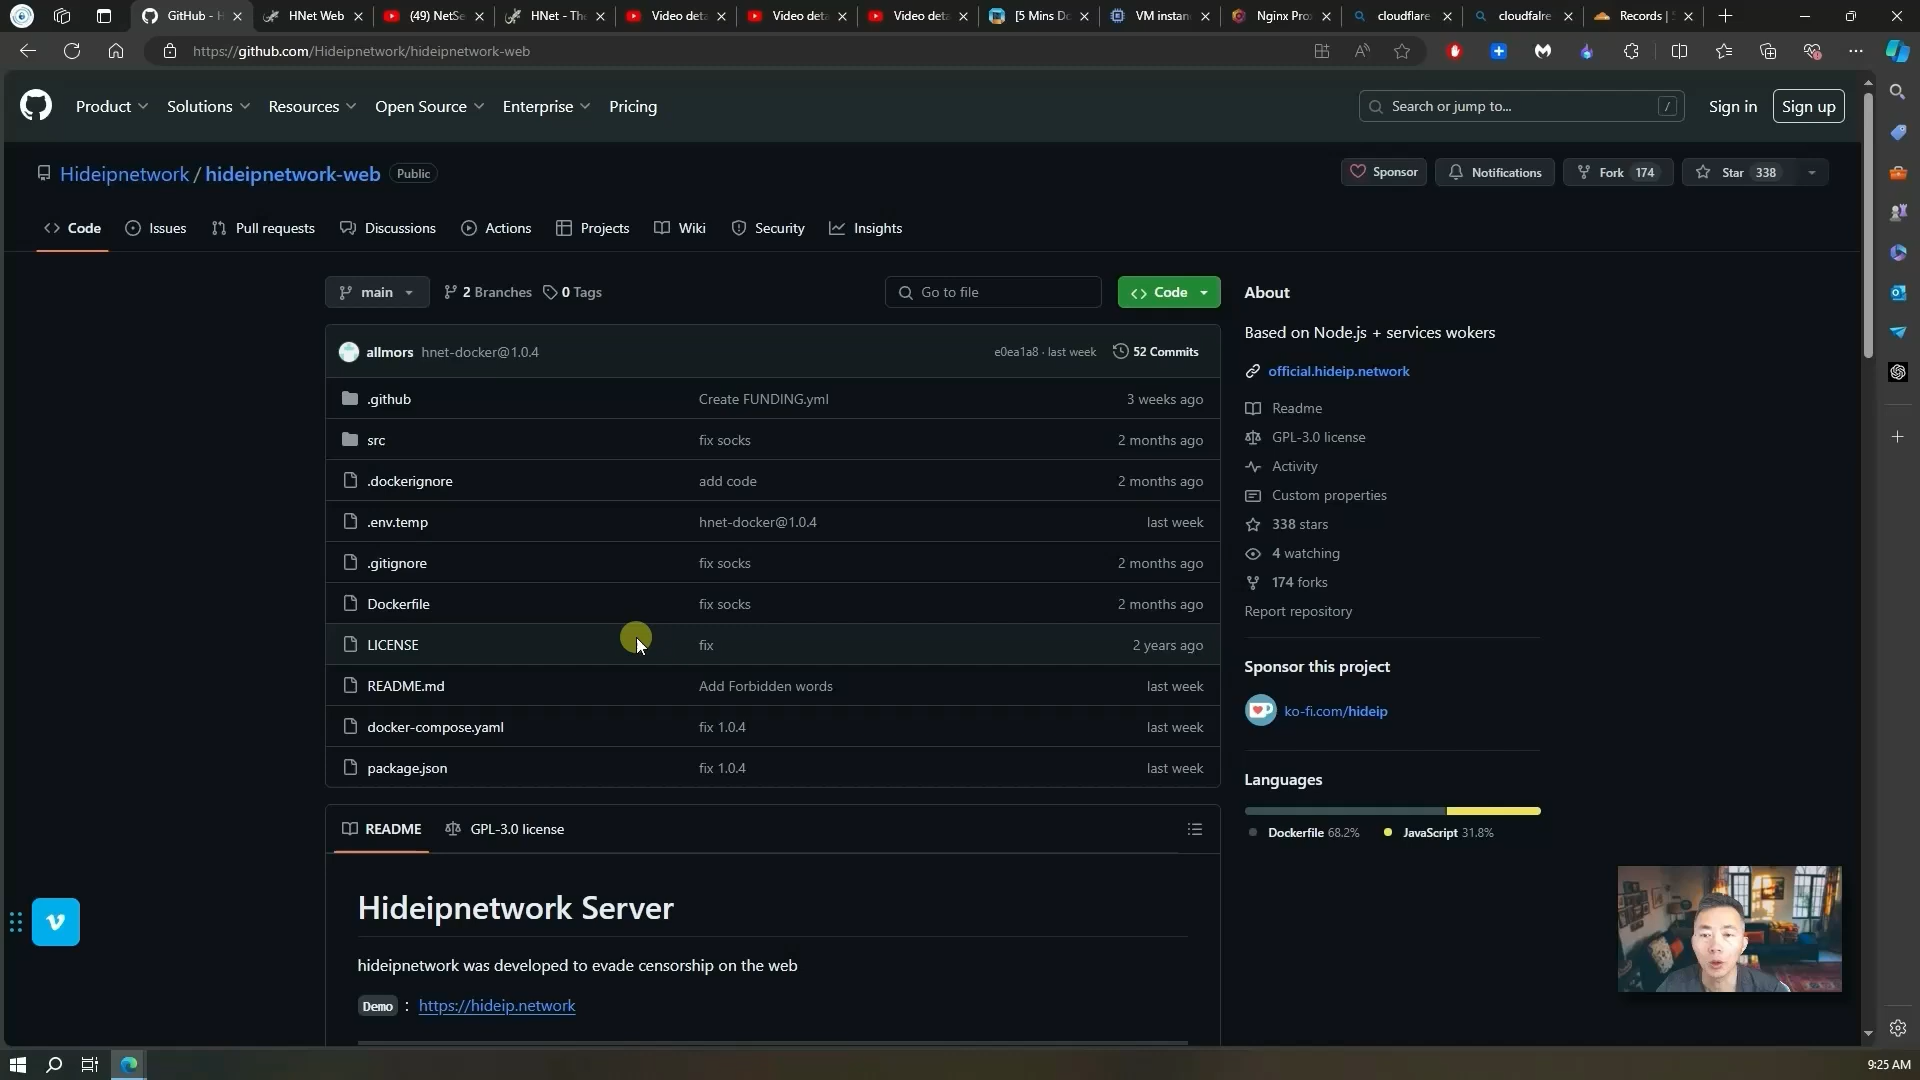 GitHub - H
HNet Web
(49) NetSe
HNet - The
Video deta
Video deta
Video deta
[5 Mins Do
VM instan
Nginx Pro
cloudflare
cloudfalre
Records |
https://github.com/Hideipnetwork/hideipnetwork-web
Product
Solutions
Resources
Open Source
Enterprise
Pricing
Search or jump to...
/
Sign in
Sign up
Hideipnetwork / hideipnetwork-web
Public
Sponsor
Notifications
Fork 174
Star 338
Code
Issues
Pull requests
Discussions
Actions
Projects
Wiki
Security
Insights
main
2 Branches
0 Tags
Go to file
Code
allmors hnet-docker@1.0.4
e0ea1a8 · last week
52 Commits
.github
Create FUNDING.yml
3 weeks ago
src
fix socks
2 months ago
.dockerignore
add code
2 months ago
.env.temp
hnet-docker@1.0.4
last week
.gitignore
fix socks
2 months ago
Dockerfile
fix socks
2 months ago
LICENSE
fix
2 years ago
README.md
Add Forbidden words
last week
docker-compose.yaml
fix 1.0.4
last week
package.json
fix 1.0.4
last week
README
GPL-3.0 license
Hideipnetwork Server
hideipnetwork was developed to evade censorship on the web
Demo : https://hideip.network
About
Based on Node.js + services wokers
official.hideip.network
Readme
GPL-3.0 license
Activity
Custom properties
338 stars
4 watching
174 forks
Report repository
Sponsor this project
ko-fi.com/hideip
Languages
Dockerfile 68.2%
JavaScript 31.8%
9:25 AM